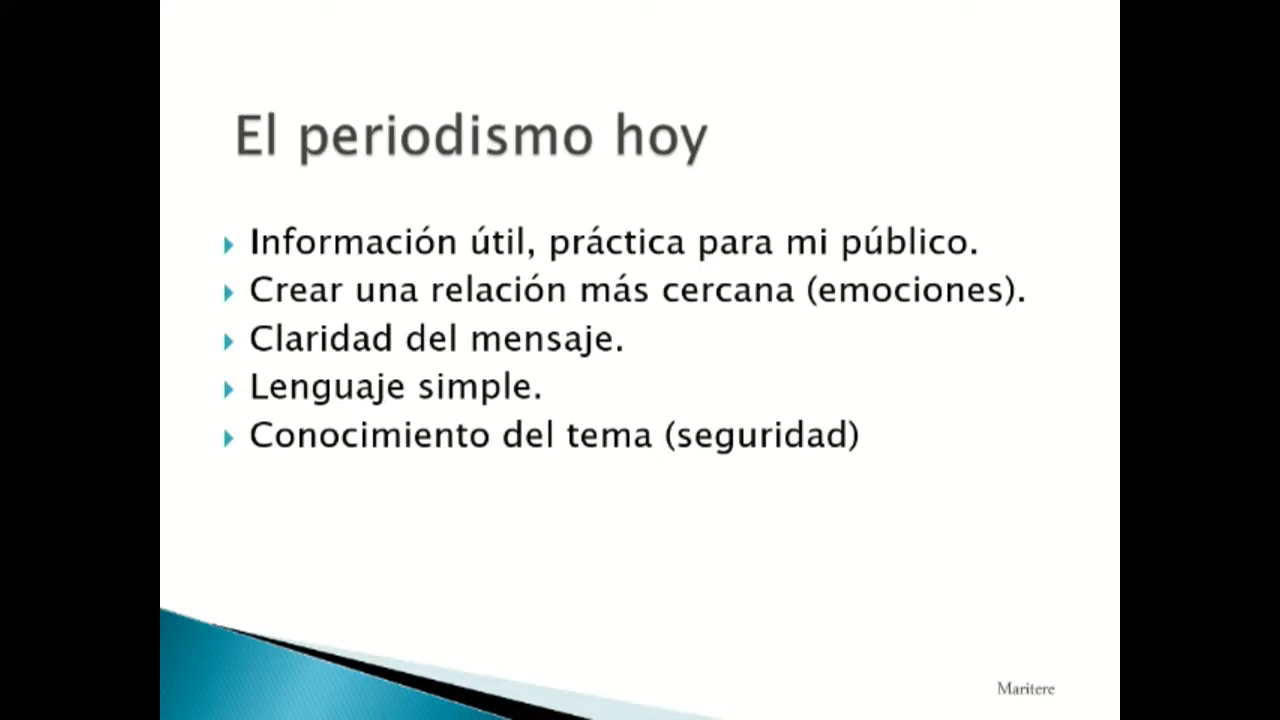 El periodismo hoy
Información útil, práctica para mi público.
Crear una relación más cercana (emociones).
Claridad del mensaje.
Lenguaje simple.
Conocimiento del tema (seguridad)
Maritere